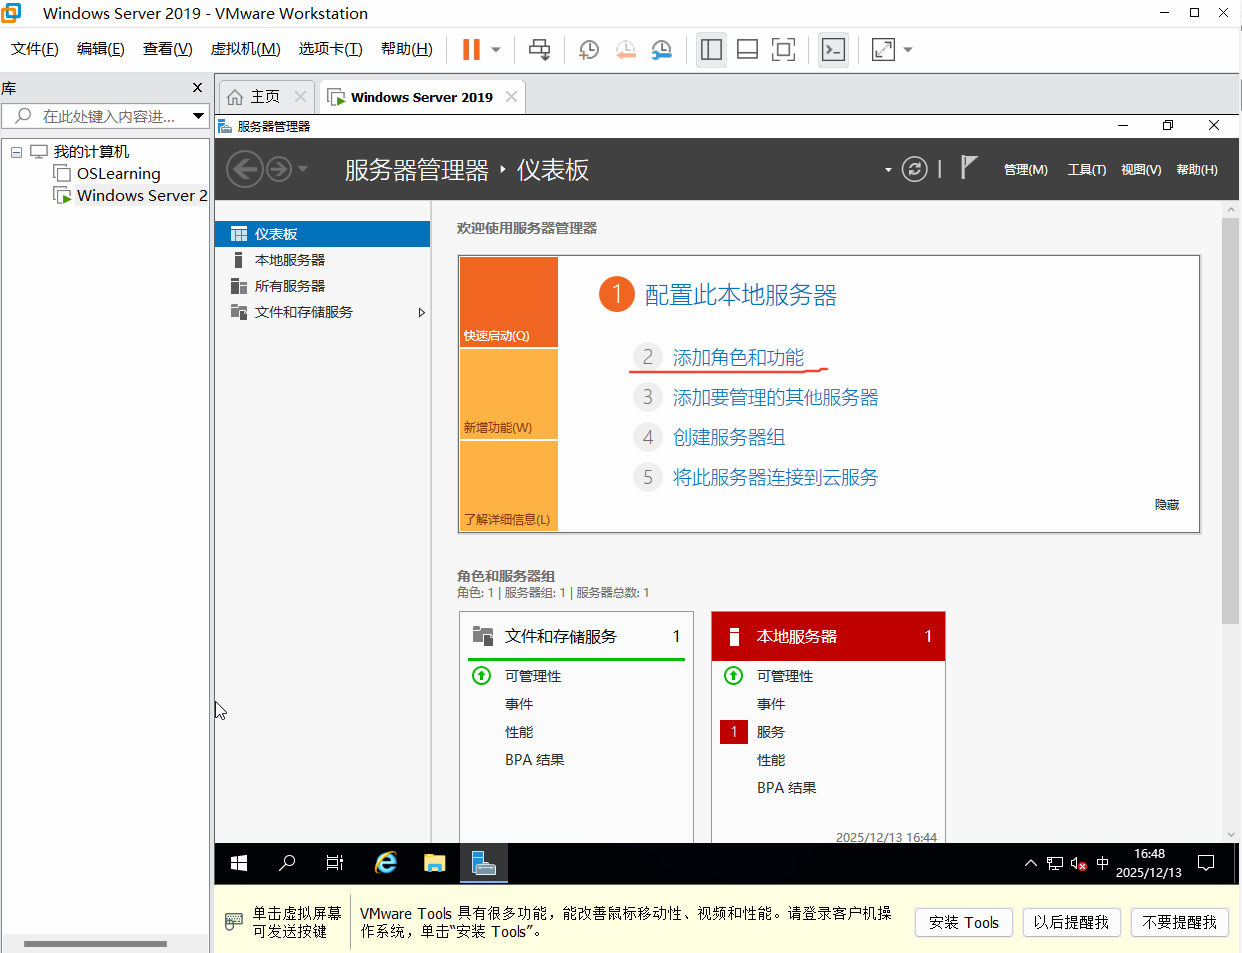 Windows Server 2019 - VMware Workstation
文件(F) 编辑(E) 查看(V) 虚拟机(M) 选项卡(T) 帮助(H)
库
在此处键入内容进...
我的计算机
OSLearning
Windows Server 2
主页
Windows Server 2019
服务器管理器
服务器管理器 · 仪表板
管理(M) 工具(T) 视图(V) 帮助(H)
仪表板
本地服务器
所有服务器
文件和存储服务
欢迎使用服务器管理器
快速启动(Q)
新增功能(W)
了解详细信息(L)
1 配置此本地服务器
2 添加角色和功能
3 添加要管理的其他服务器
4 创建服务器组
5 将此服务器连接到云服务
隐藏
角色和服务器组
角色: 1 | 服务器组: 1 | 服务器总数: 1
文件和存储服务 1
可管理性
事件
性能
BPA 结果
本地服务器 1
可管理性
事件
1 服务
性能
BPA 结果
2025/12/13 16:44
中
16:48
2025/12/13
单击虚拟屏幕
可发送按键
VMware Tools 具有很多功能，能改善鼠标移动性、视频和性能。请登录客户机操
作系统，单击“安装 Tools”。
安装 Tools
以后提醒我
不要提醒我